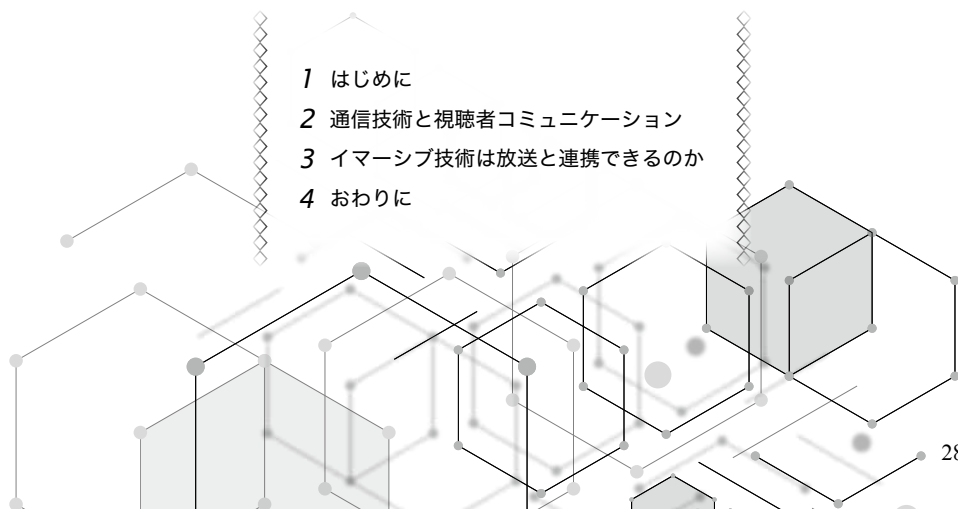 1 はじめに
2 通信技術と視聴者コミュニケーション
3 イマーシブ技術は放送と連携できるのか
4 おわりに